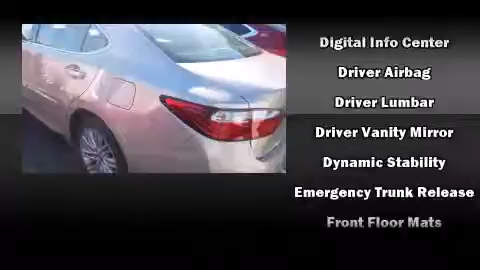 Digital Info Center
Driver Airbag
Driver Lumbar
Driver Vanity Mirror
Dynamic Stability
Emergency Trunk Release
Front Floor Mats